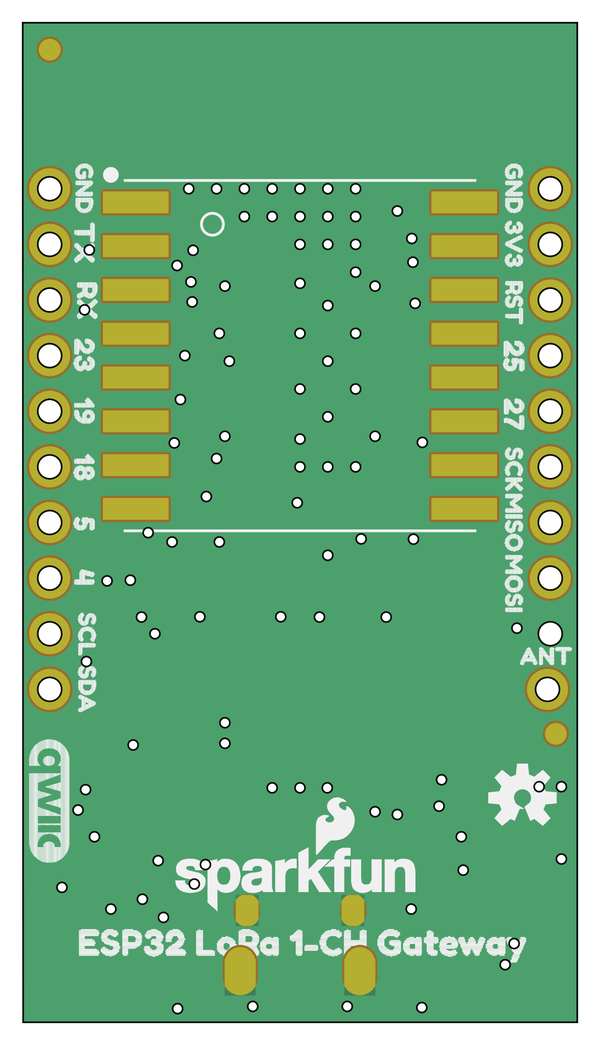 GND
TX
RX
23
19
18
5
4
SCL
SDA
GND
3V3
RST
25
27
SCK
MISO
MOSI
ANT
qwiic
sparkfun
ESP32 LoRa 1-CH Gateway